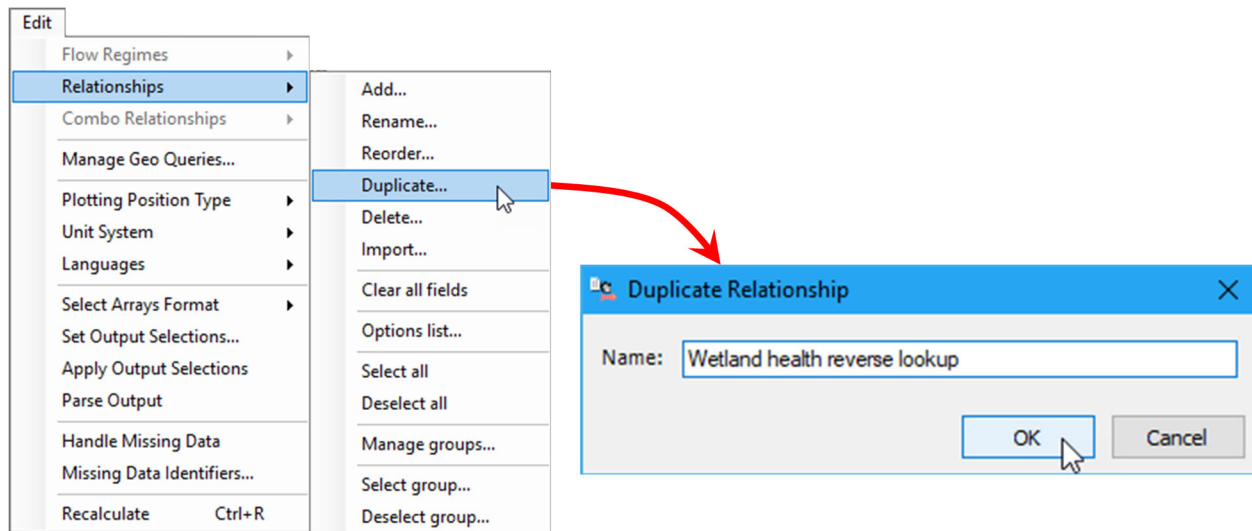 Edit
Flow Regimes
Relationships
Combo Relationships
Manage Geo Queries...
Plotting Position Type
Unit System
Languages
Select Arrays Format
Set Output Selections...
Apply Output Selections
Parse Output
Handle Missing Data
Missing Data Identifiers...
Recalculate Ctrl+R
Add...
Rename...
Reorder...
Duplicate...
Delete...
Import...
Clear all fields
Options list...
Select all
Deselect all
Manage groups...
Select group...
Deselect group...
Duplicate Relationship
Name: Wetland health reverse lookup
OK Cancel